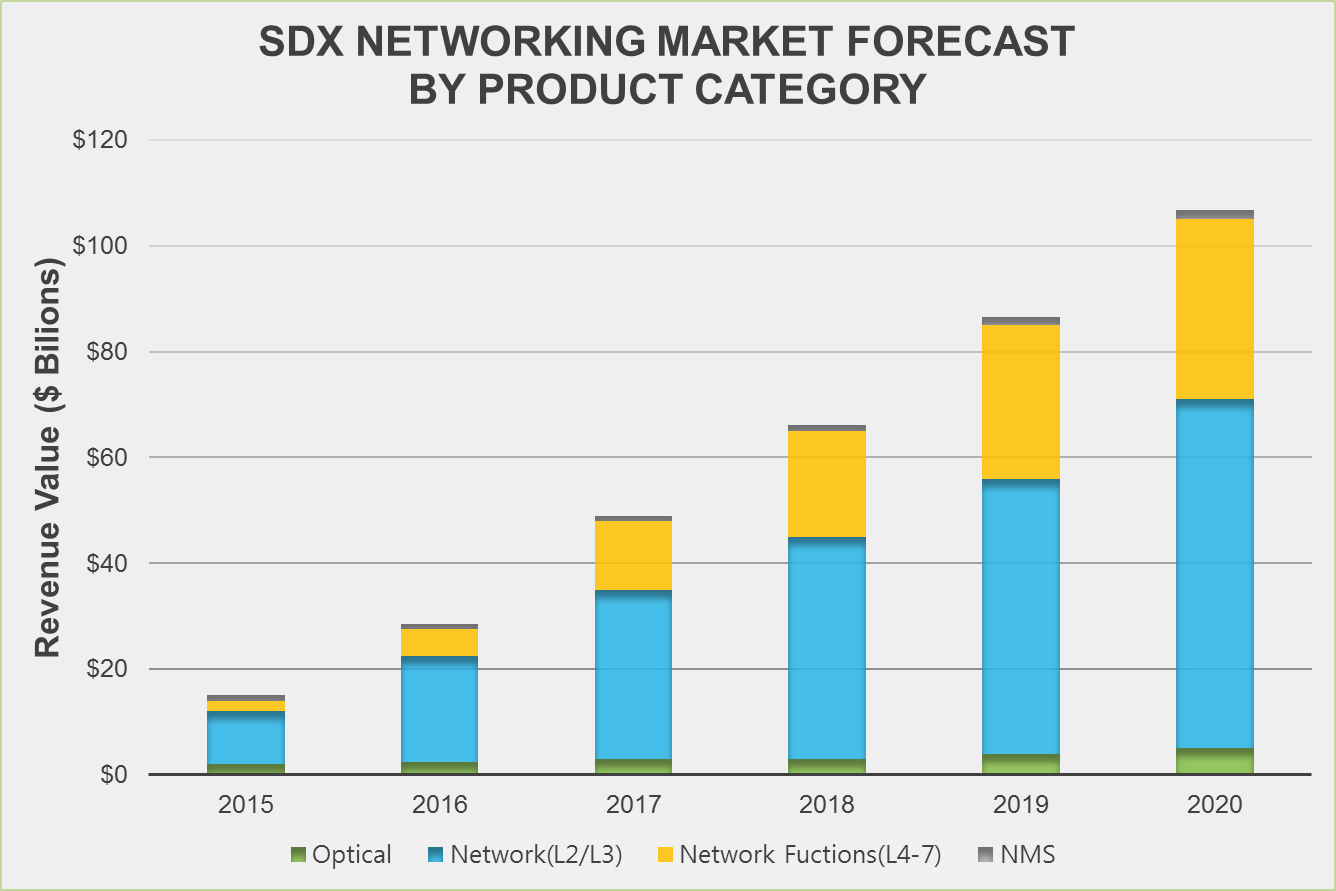 SDX NETWORKING MARKET FORECAST
BY PRODUCT CATEGORY
Revenue Value ($ Bilions)
$120
$100
$80
$60
$40
$20
$0
2015 2016 2017 2018 2019 2020
Optical Network(L2/L3) Network Fuctions(L4-7) NMS